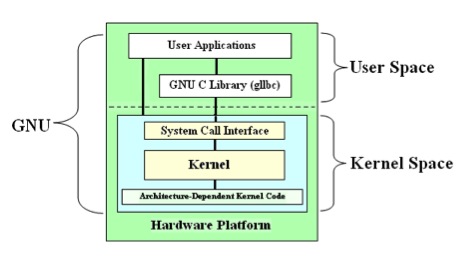 User Applications
GNU C Library (gllbc)
User Space
GNU
System Call Interface
Kernel
Kernel Space
Architecture-Dependent Kernel Code
Hardware Platform